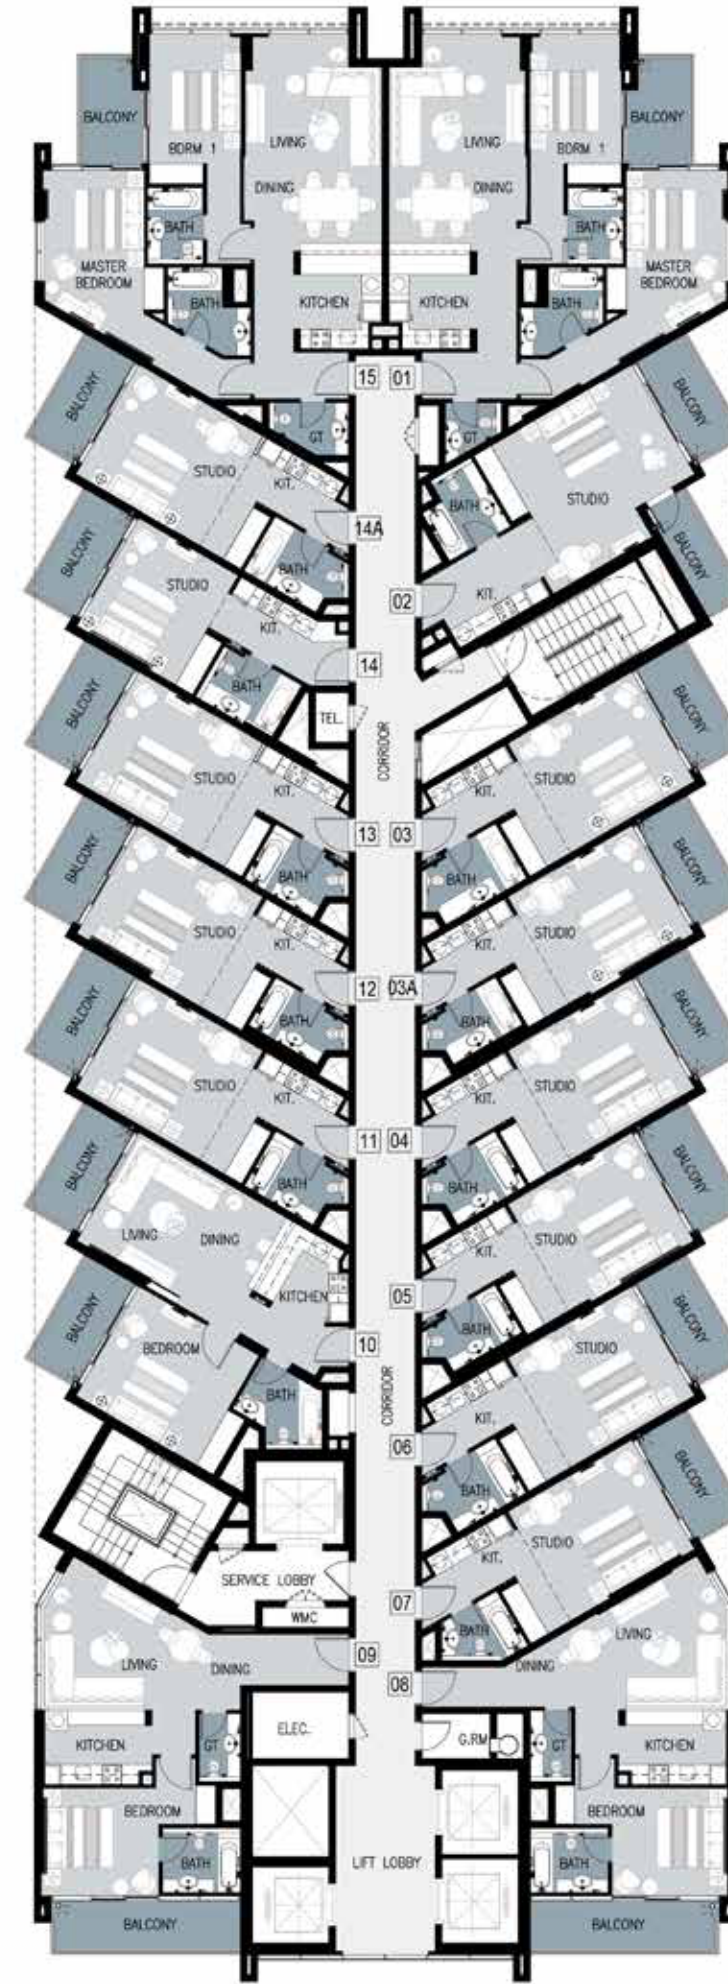 BALCONY
BDRM 1
LIVING
DINING
BATH
MASTER
BEDROOM
BATH
KITCHEN
LIVING
BDRM 1
BALCONY
DINING
BATH
MASTER
BEDROOM
KITCHEN
BATH
15
01
BALCONY
GT
GT
BALCONY
STUDIO
KIT.
STUDIO
BATH
14A
BALCONY
BATH
BALCONY
STUDIO
KIT.
02
KIT.
14
BATH
TEL.
CORRIDOR
BALCONY
STUDIO
KIT.
KIT.
STUDIO
BALCONY
13
03
BATH
BATH
BALCONY
STUDIO
KIT.
KIT.
STUDIO
BALCONY
12
03A
BATH
BATH
BALCONY
STUDIO
KIT.
KIT.
STUDIO
BALCONY
11
04
BATH
BATH
BALCONY
LIVING
DINING
KIT.
STUDIO
BALCONY
KITCHEN
05
BATH
BALCONY
BEDROOM
10
STUDIO
BALCONY
BATH
CORRIDOR
KIT.
06
BATH
BALCONY
STUDIO
KIT.
SERVICE LOBBY
WMC
07
BATH
LIVING
LIVING
DINING
09
DINING
08
ELEC.
G.RM
KITCHEN
GT
GT
KITCHEN
BEDROOM
BEDROOM
BATH
LIFT LOBBY
BATH
BALCONY
BALCONY